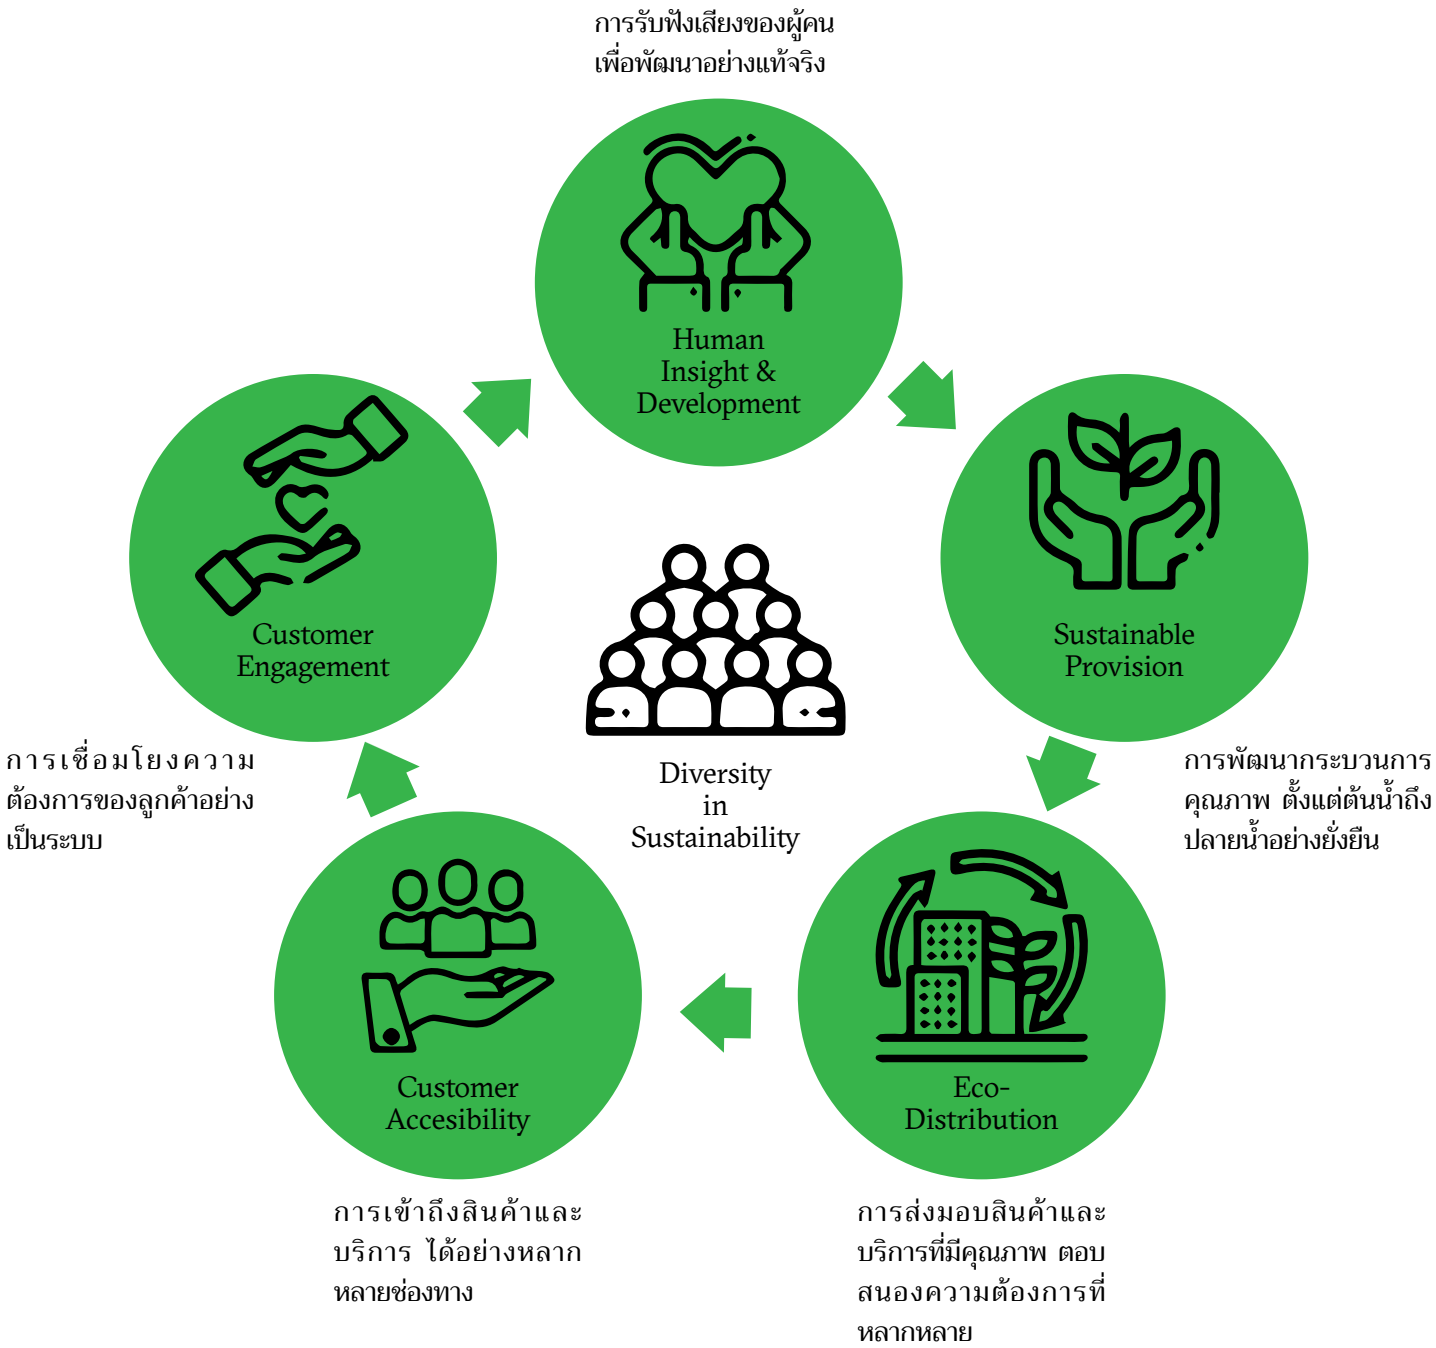 การรับฟังเสียงของผู้คน
เพื่อพัฒนาอย่างแท้จริง
Human
Insight &
Development
Sustainable
Provision
การพัฒนากระบวนการ
คุณภาพ ตั้งแต่ต้นน้ำถึง
ปลายน้ำอย่างยั่งยืน
Eco-
Distribution
การส่งมอบสินค้าและ
บริการที่มีคุณภาพ ตอบ
สนองความต้องการที่
หลากหลาย
Customer
Accesibility
การเข้าถึงสินค้าและ
บริการ ได้อย่างหลาก
หลายช่องทาง
Customer
Engagement
การเชื่อมโยงความ
ต้องการของลูกค้าอย่าง
เป็นระบบ
Diversity
in
Sustainability